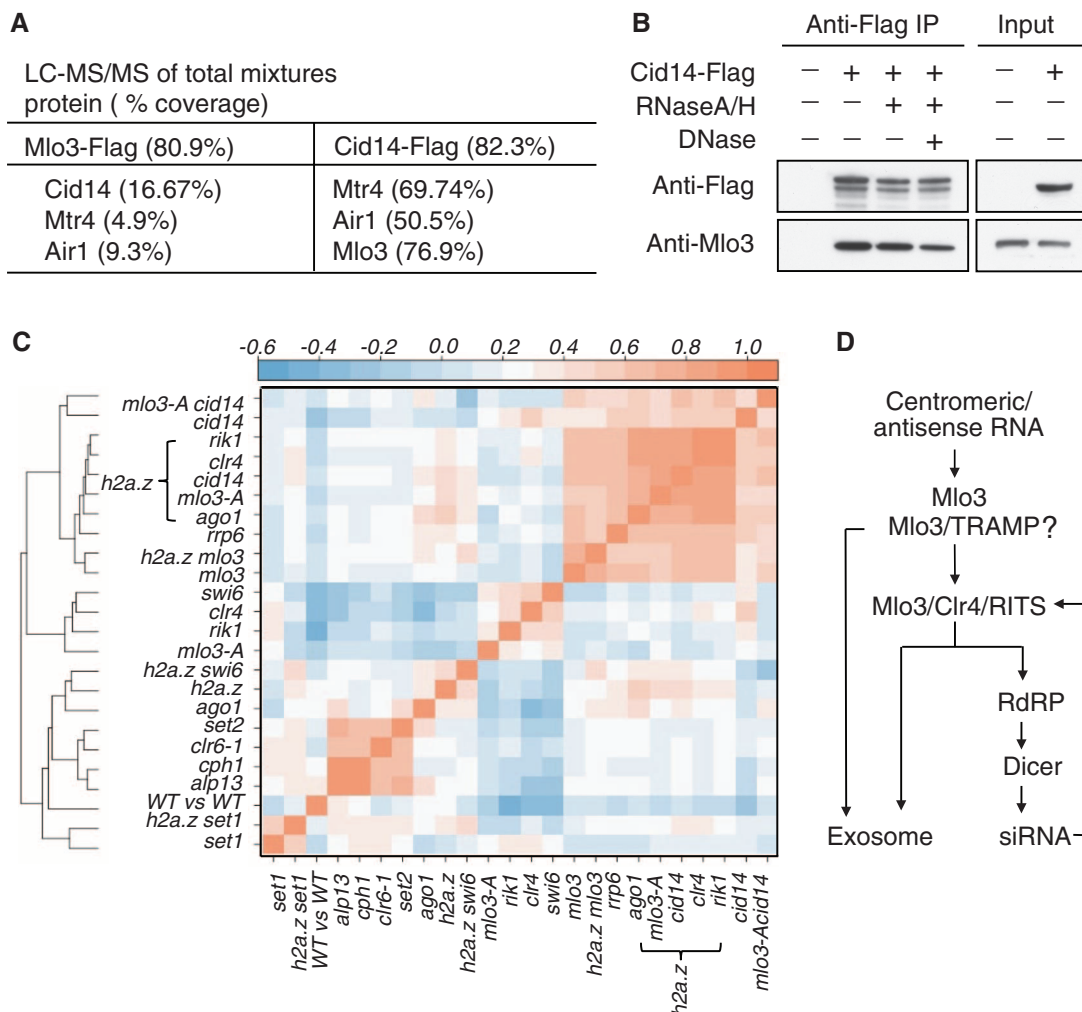 A
LC-MS/MS of total mixtures
protein ( % coverage)
Mlo3-Flag (80.9%)
Cid14-Flag (82.3%)
Cid14 (16.67%)
Mtr4 (69.74%)
Mtr4 (4.9%)
Air1 (50.5%)
Air1 (9.3%)
Mlo3 (76.9%)
B
Anti-Flag IP
Input
Cid14-Flag − + + + − +
RNaseA/H − − + + − −
DNase − − − + − −
Anti-Flag
Anti-Mlo3
C
-0.6 -0.4 -0.2 0.0 0.2 0.4 0.6 0.8 1.0
mlo3-A cid14
cid14
rik1
clr4
h2a.z
cid14
mlo3-A
ago1
rrp6
h2a.z mlo3
mlo3
swi6
clr4
rik1
mlo3-A
h2a.z swi6
h2a.z
ago1
set2
clr6-1
cph1
alp13
WT vs WT
h2a.z set1
set1
set1
h2a.z set1
WT vs WT
alp13
cph1
clr6-1
set2
ago1
h2a.z
h2a.z swi6
mlo3-A
rik1
clr4
swi6
mlo3
h2a.z mlo3
rrp6
ago1
mlo3-A
cid14
clr4
rik1
cid14
mlo3-Acid14
h2a.z
D
Centromeric/
antisense RNA
Mlo3
Mlo3/TRAMP?
Mlo3/Clr4/RITS
RdRP
Dicer
Exosome
siRNA